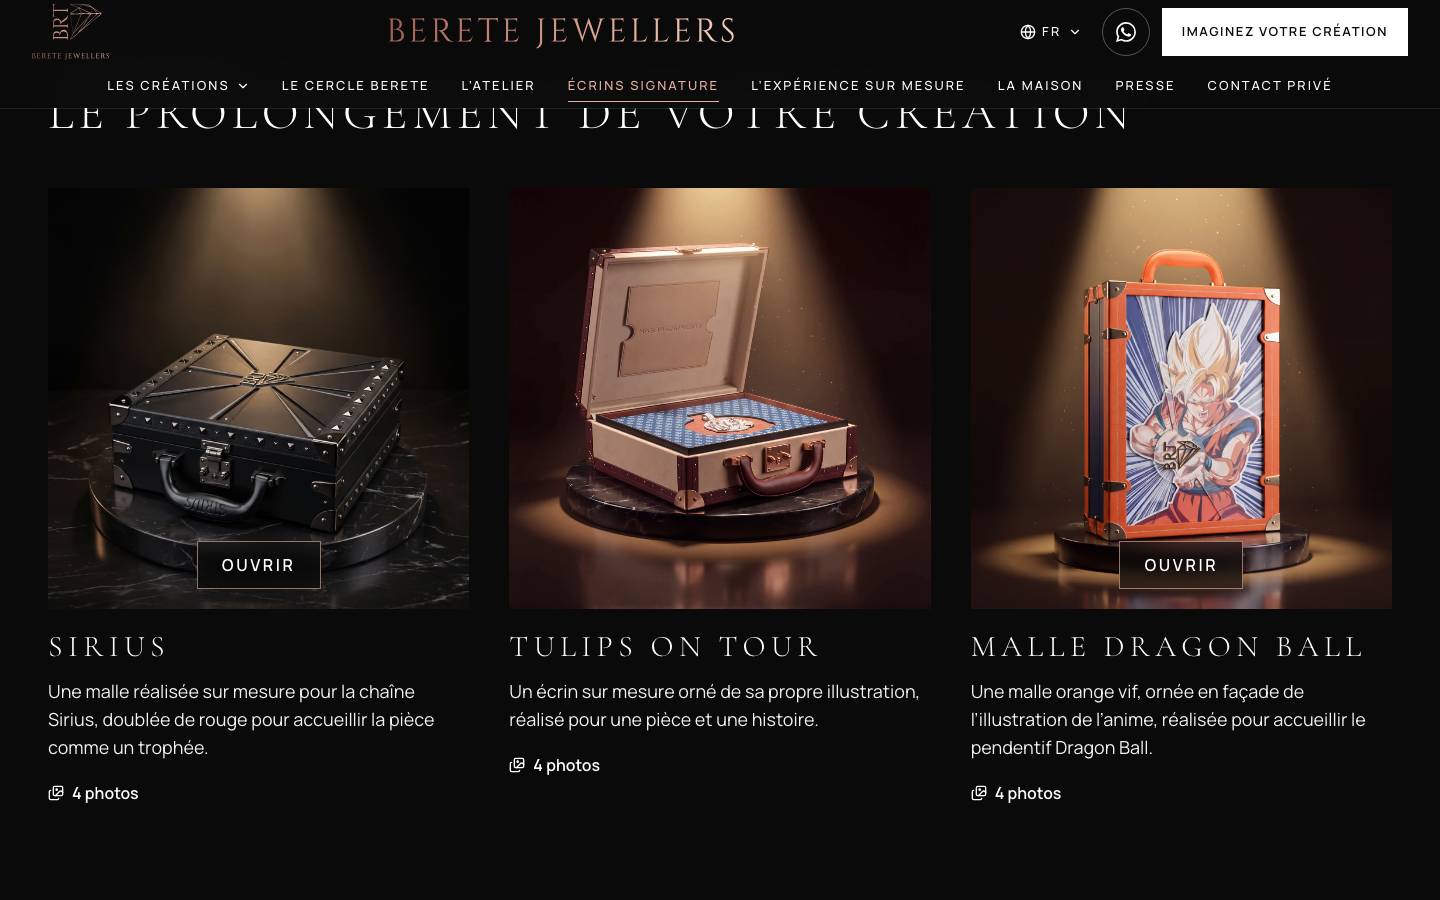 BRT
BERETE JEWELLERS
BERETE JEWELLERS
FR
IMAGINEZ VOTRE CRÉATION
LES CRÉATIONS
LE CERCLE BERETE
L'ATELIER
ÉCRINS SIGNATURE
L'EXPÉRIENCE SUR MESURE
LA MAISON
PRESSE
CONTACT PRIVÉ
LE PROLONGEMENT DE VOTRE CRÉATION
SIRIUS
OUVRIR
BRT
OUVRIR
SIRIUS
Une malle réalisée sur mesure pour la chaîne
Sirius, doublée de rouge pour accueillir la pièce
comme un trophée.
4 photos
TULIPS ON TOUR
Un écrin sur mesure orné de sa propre illustration,
réalisé pour une pièce et une histoire.
4 photos
MALLE DRAGON BALL
Une malle orange vif, ornée en façade de
l'illustration de l'anime, réalisée pour accueillir le
pendentif Dragon Ball.
4 photos